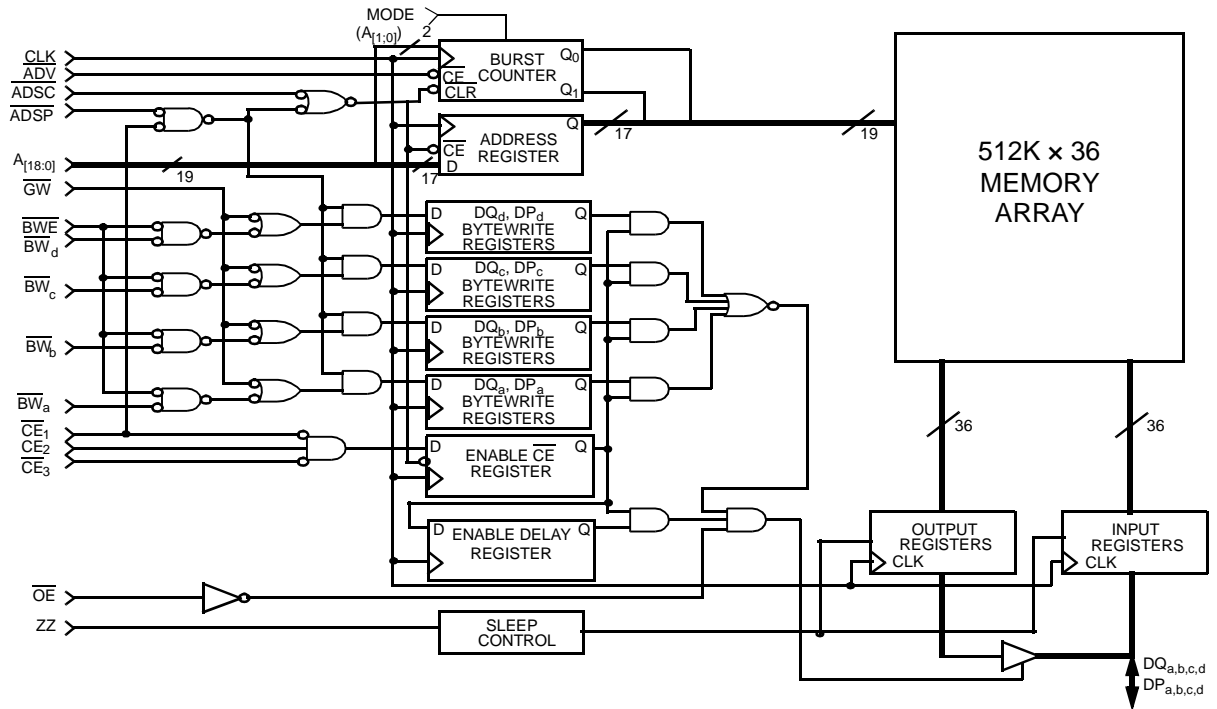 MODE
(A[1;0])
2
CLK
ADV
ADSC
ADSP
A[18:0]
19
GW
BWE
BWd
BWc
BWb
BWa
CE1
CE2
CE3
OE
ZZ
BURST
COUNTER
CE
CLR
Q0
Q1
ADDRESS
REGISTER
CE
D
Q
17
17
19
D
DQd, DPd
BYTEWRITE
REGISTERS
Q
D
DQc, DPc
BYTEWRITE
REGISTERS
Q
D
DQb, DPb
BYTEWRITE
REGISTERS
Q
D
DQa, DPa
BYTEWRITE
REGISTERS
Q
D
ENABLE CE
REGISTER
Q
D
ENABLE DELAY
REGISTER
Q
SLEEP
CONTROL
512K × 36
MEMORY
ARRAY
36
36
OUTPUT
REGISTERS
CLK
INPUT
REGISTERS
CLK
DQa,b,c,d
DPa,b,c,d